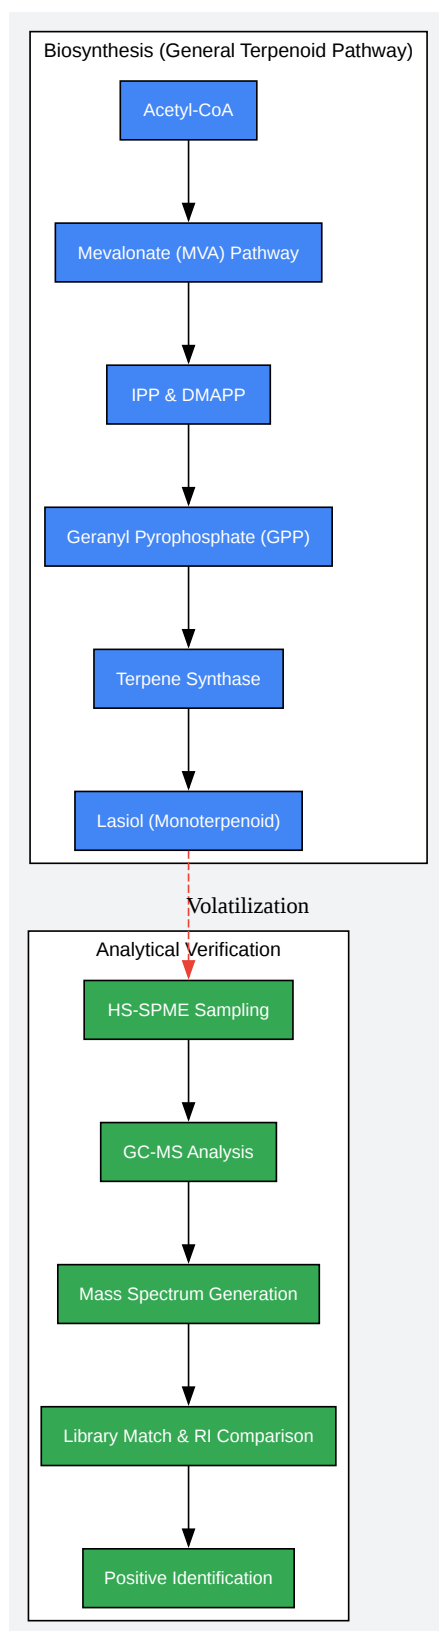 Biosynthesis (General Terpenoid Pathway)
Acetyl-CoA
Mevalonate (MVA) Pathway
IPP & DMAPP
Geranyl Pyrophosphate (GPP)
Terpene Synthase
Lasiol (Monoterpenoid)
Volatilization
Analytical Verification
HS-SPME Sampling
GC-MS Analysis
Mass Spectrum Generation
Library Match & RI Comparison
Positive Identification